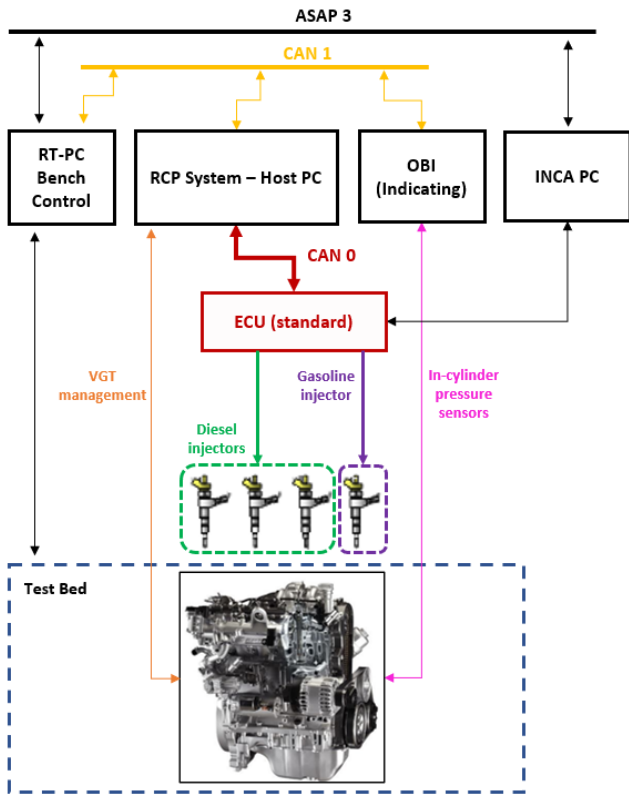 ASAP 3
CAN 1
RT-PC
Bench
Control
RCP System – Host PC
OBI
(Indicating)
INCA PC
CAN 0
ECU (standard)
VGT
management
Gasoline
injector
In-cylinder
pressure
sensors
Diesel
injectors
Test Bed